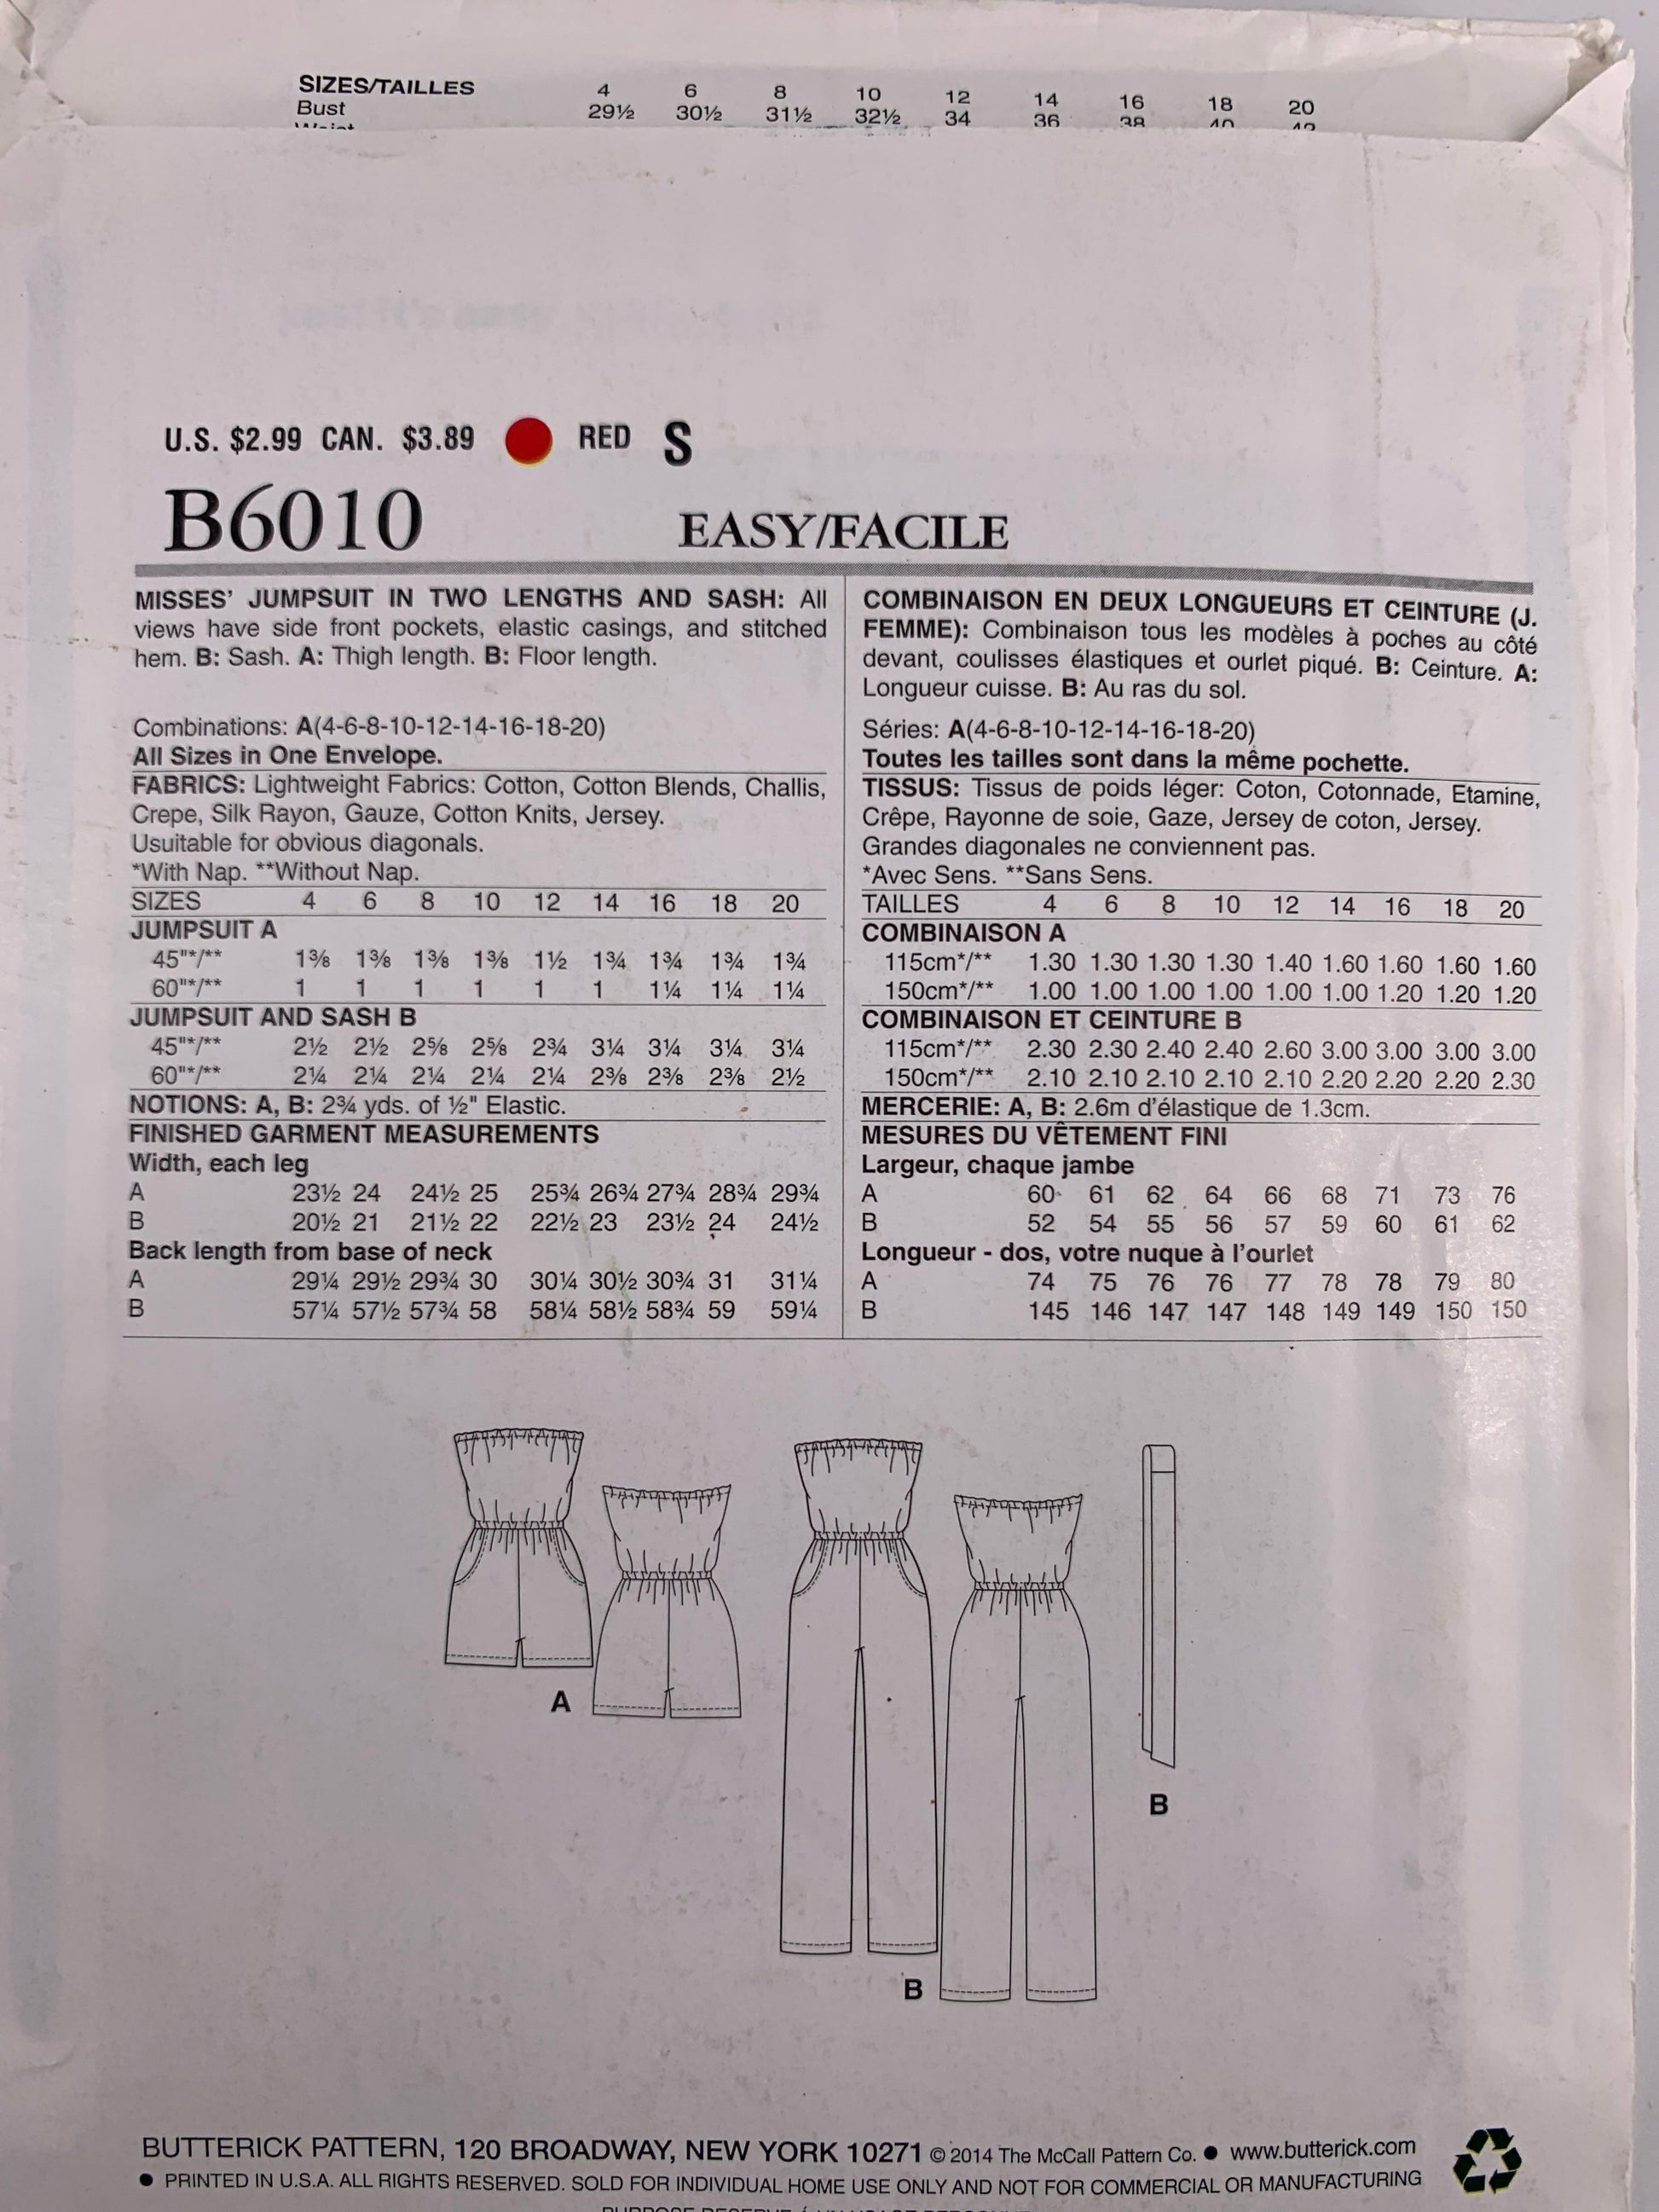 SIZES/TAILLES 4 6 8 10 12 14 16 18 20
Bust 29½ 30½ 31½ 32½ 34 36 38 40 42
U.S. $2.99 CAN. $3.89 RED S
B6010 EASY/FACILE
MISSES' JUMPSUIT IN TWO LENGTHS AND SASH: All
views have side front pockets, elastic casings, and stitched
hem. B: Sash. A: Thigh length. B: Floor length.
Combinations: A(4-6-8-10-12-14-16-18-20)
All Sizes in One Envelope.
FABRICS: Lightweight Fabrics: Cotton, Cotton Blends, Challis,
Crepe, Silk Rayon, Gauze, Cotton Knits, Jersey.
Usuitable for obvious diagonals.
*With Nap. **Without Nap.
SIZES 4 6 8 10 12 14 16 18 20
JUMPSUIT A
45"*/** 1⅜ 1⅜ 1⅜ 1⅜ 1½ 1¾ 1¾ 1¾ 1¾
60"*/** 1 1 1 1 1 1 1¼ 1¼ 1¼
JUMPSUIT AND SASH B
45"*/** 2½ 2½ 2⅝ 2⅝ 2¾ 3¼ 3¼ 3¼ 3¼
60"*/** 2¼ 2¼ 2¼ 2¼ 2¼ 2⅜ 2⅜ 2⅜ 2½
NOTIONS: A, B: 2¾ yds. of ½" Elastic.
FINISHED GARMENT MEASUREMENTS
Width, each leg
A 23½ 24 24½ 25 25¾ 26¾ 27¾ 28¾ 29¾
B 20½ 21 21½ 22 22½ 23 23½ 24 24½
Back length from base of neck
A 29¼ 29½ 29¾ 30 30¼ 30½ 30¾ 31 31¼
B 57¼ 57½ 57¾ 58 58¼ 58½ 58¾ 59 59¼
COMBINAISON EN DEUX LONGUEURS ET CEINTURE (J.
FEMME): Combinaison tous les modèles à poches au côté
devant, coulisses élastiques et ourlet piqué. B: Ceinture. A:
Longueur cuisse. B: Au ras du sol.
Séries: A(4-6-8-10-12-14-16-18-20)
Toutes les tailles sont dans la même pochette.
TISSUS: Tissus de poids léger: Coton, Cotonnade, Etamine,
Crêpe, Rayonne de soie, Gaze, Jersey de coton, Jersey.
Grandes diagonales ne conviennent pas.
*Avec Sens. **Sans Sens.
TAILLES 4 6 8 10 12 14 16 18 20
COMBINAISON A
115cm*/** 1.30 1.30 1.30 1.30 1.40 1.60 1.60 1.60 1.60
150cm*/** 1.00 1.00 1.00 1.00 1.00 1.00 1.20 1.20 1.20
COMBINAISON ET CEINTURE B
115cm*/** 2.30 2.30 2.40 2.40 2.60 3.00 3.00 3.00 3.00
150cm*/** 2.10 2.10 2.10 2.10 2.10 2.20 2.20 2.20 2.30
MERCERIE: A, B: 2.6m d'élastique de 1.3cm.
MESURES DU VÊTEMENT FINI
Largeur, chaque jambe
A 60 61 62 64 66 68 71 73 76
B 52 54 55 56 57 59 60 61 62
Longueur - dos, votre nuque à l'ourlet
A 74 75 76 76 77 78 78 79 80
B 145 146 147 147 148 149 149 150 150
A
B
B
BUTTERICK PATTERN, 120 BROADWAY, NEW YORK 10271 © 2014 The McCall Pattern Co. ● www.butterick.com
● PRINTED IN U.S.A. ALL RIGHTS RESERVED. SOLD FOR INDIVIDUAL HOME USE ONLY AND NOT FOR COMMERCIAL OR MANUFACTURING